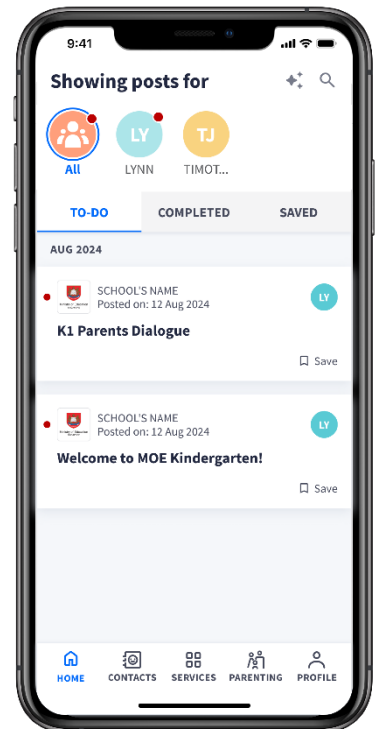 9:41
Showing posts for
LY
TJ
All
LYNN
TIMOT...
TO-DO
COMPLETED
SAVED
AUG 2024
SCHOOL'S NAME
Posted on: 12 Aug 2024
LY
K1 Parents Dialogue
Save
SCHOOL'S NAME
Posted on: 12 Aug 2024
LY
Welcome to MOE Kindergarten!
Save
HOME
CONTACTS
SERVICES
PARENTING
PROFILE